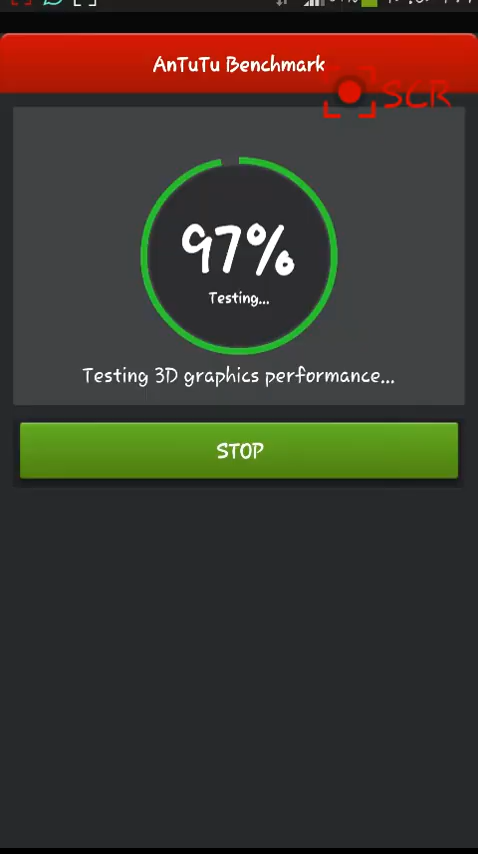 AnTuTu Benchmark
SCR
97%
Testing...
Testing 3D graphics performance...
STOP